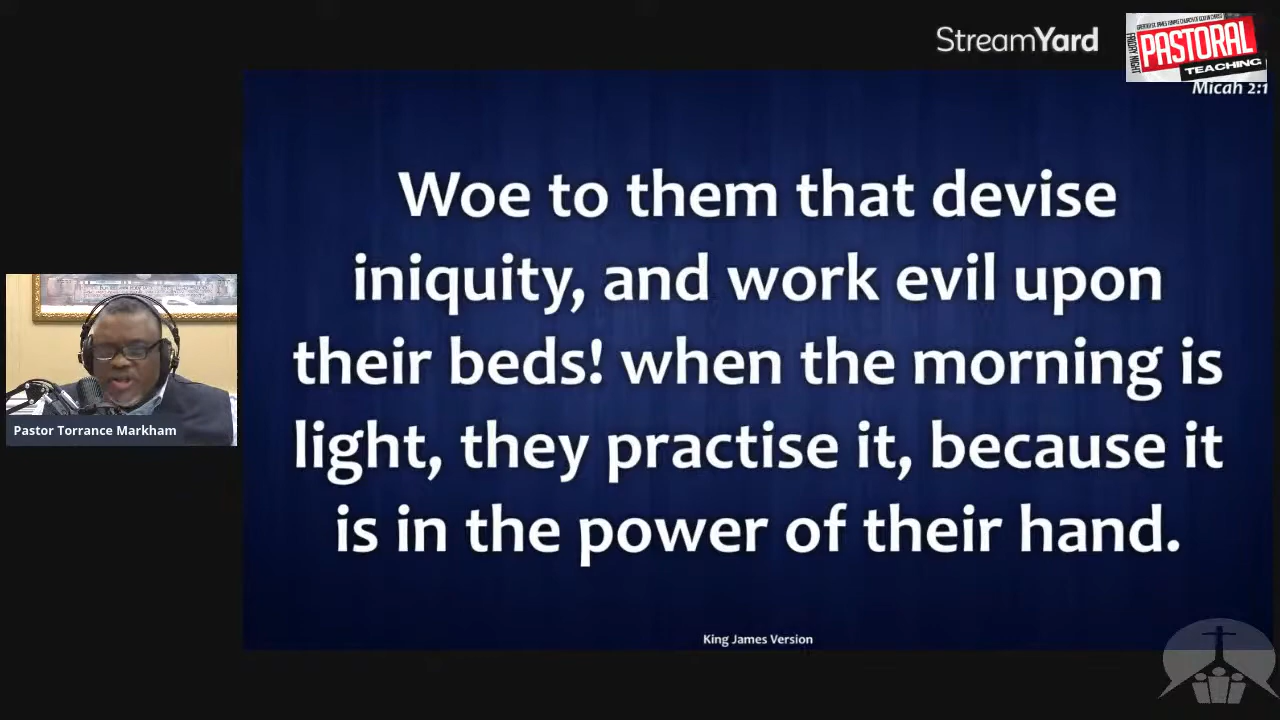 StreamYard
FRIDAY NIGHT
PASTORAL
TEACHING
Micah 2:1
Woe to them that devise
iniquity, and work evil upon
their beds! when the morning is
light, they practise it, because it
is in the power of their hand.
Pastor Torrance Markham
King James Version